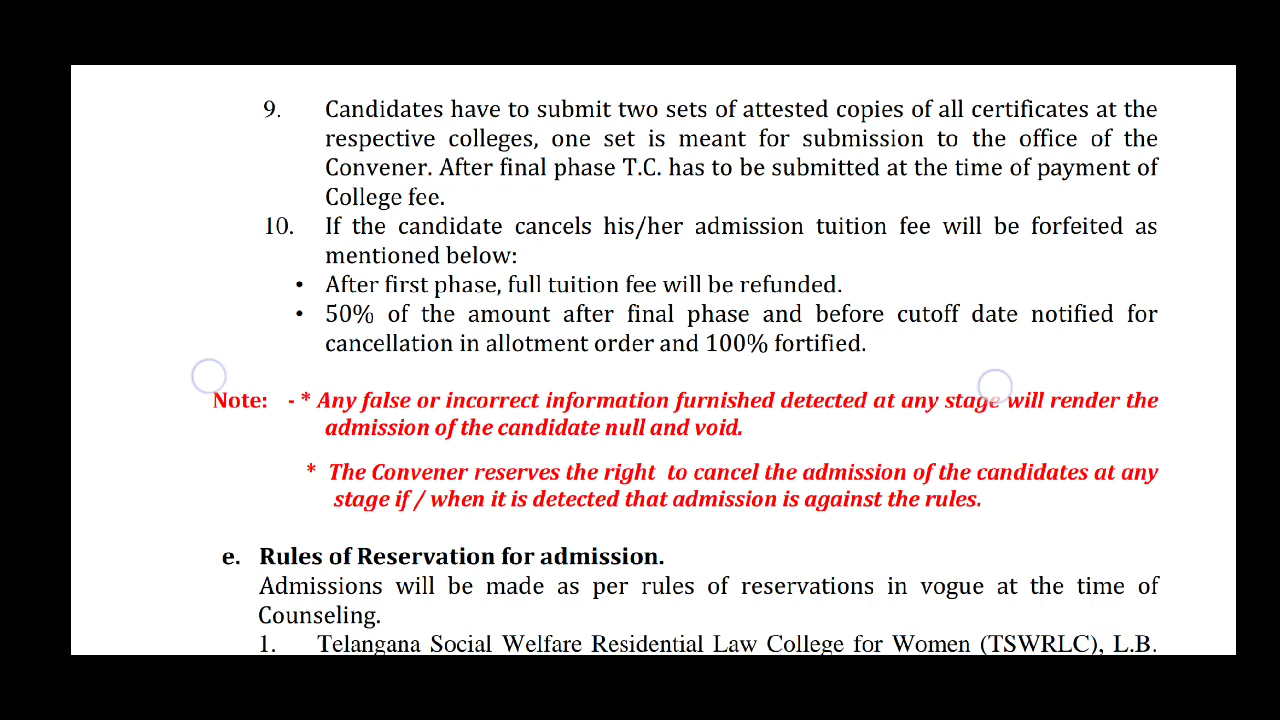 9. Candidates have to submit two sets of attested copies of all certificates at the
respective colleges, one set is meant for submission to the office of the
Convener. After final phase T.C. has to be submitted at the time of payment of
College fee.
10. If the candidate cancels his/her admission tuition fee will be forfeited as
mentioned below:
• After first phase, full tuition fee will be refunded.
• 50% of the amount after final phase and before cutoff date notified for
cancellation in allotment order and 100% fortified.
Note: - * Any false or incorrect information furnished detected at any stage will render the
admission of the candidate null and void.
* The Convener reserves the right to cancel the admission of the candidates at any
stage if / when it is detected that admission is against the rules.
e. Rules of Reservation for admission.
Admissions will be made as per rules of reservations in vogue at the time of
Counseling.
1. Telangana Social Welfare Residential Law College for Women (TSWRLC), L.B.